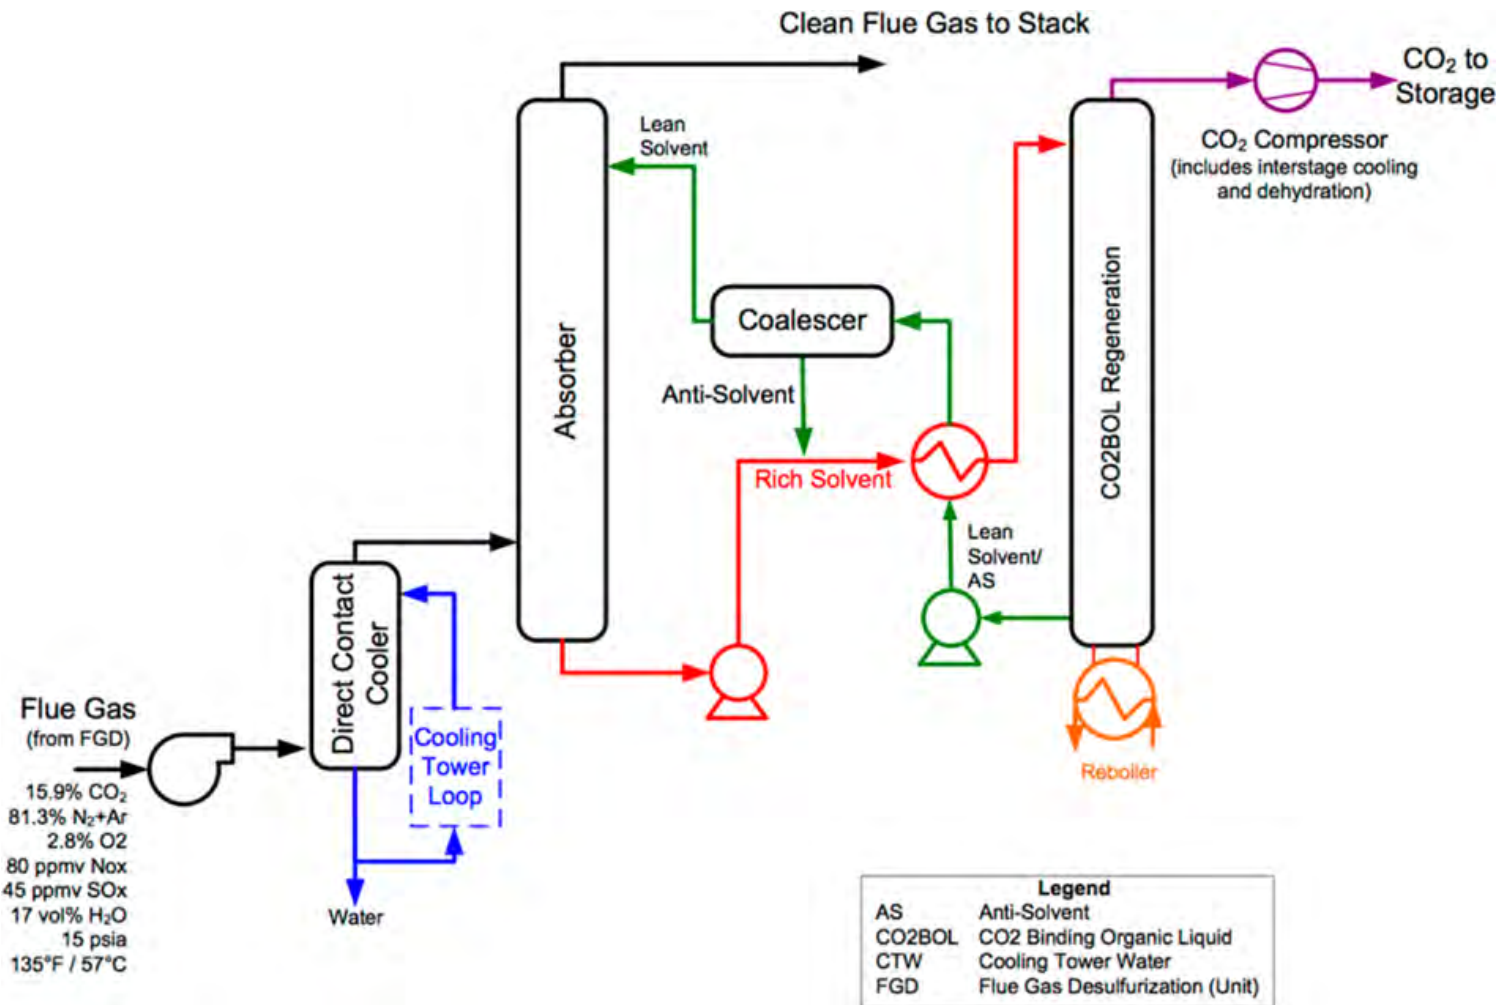 Clean Flue Gas to Stack
CO₂ to
Storage
CO₂ Compressor
(includes interstage cooling
and dehydration)
Lean
Solvent
Absorber
Coalescer
Anti-Solvent
Rich Solvent
CO2BOL Regeneration
Lean
Solvent/
AS
Reboiler
Direct Contact
Cooler
Cooling
Tower
Loop
Water
Flue Gas
(from FGD)
15.9% CO₂
81.3% N₂+Ar
2.8% O2
80 ppmv Nox
45 ppmv SOx
17 vol% H₂O
15 psia
135°F / 57°C
Legend
AS Anti-Solvent
CO2BOL CO2 Binding Organic Liquid
CTW Cooling Tower Water
FGD Flue Gas Desulfurization (Unit)